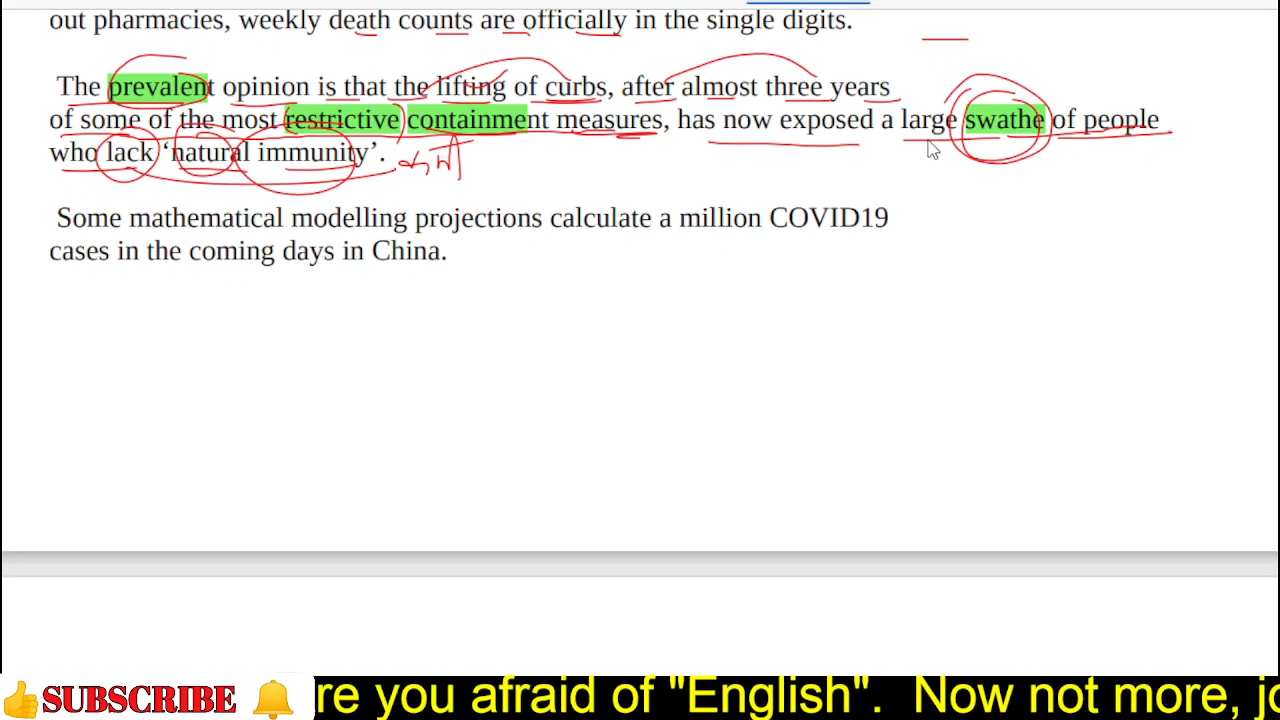 out pharmacies, weekly death counts are officially in the single digits.
The prevalent opinion is that the lifting of curbs, after almost three years
of some of the most restrictive containment measures, has now exposed a large swathe of people
who lack ‘natural immunity’.
Some mathematical modelling projections calculate a million COVID19
cases in the coming days in China.
SUBSCRIBE
re you afraid of "English". Now not more, jo